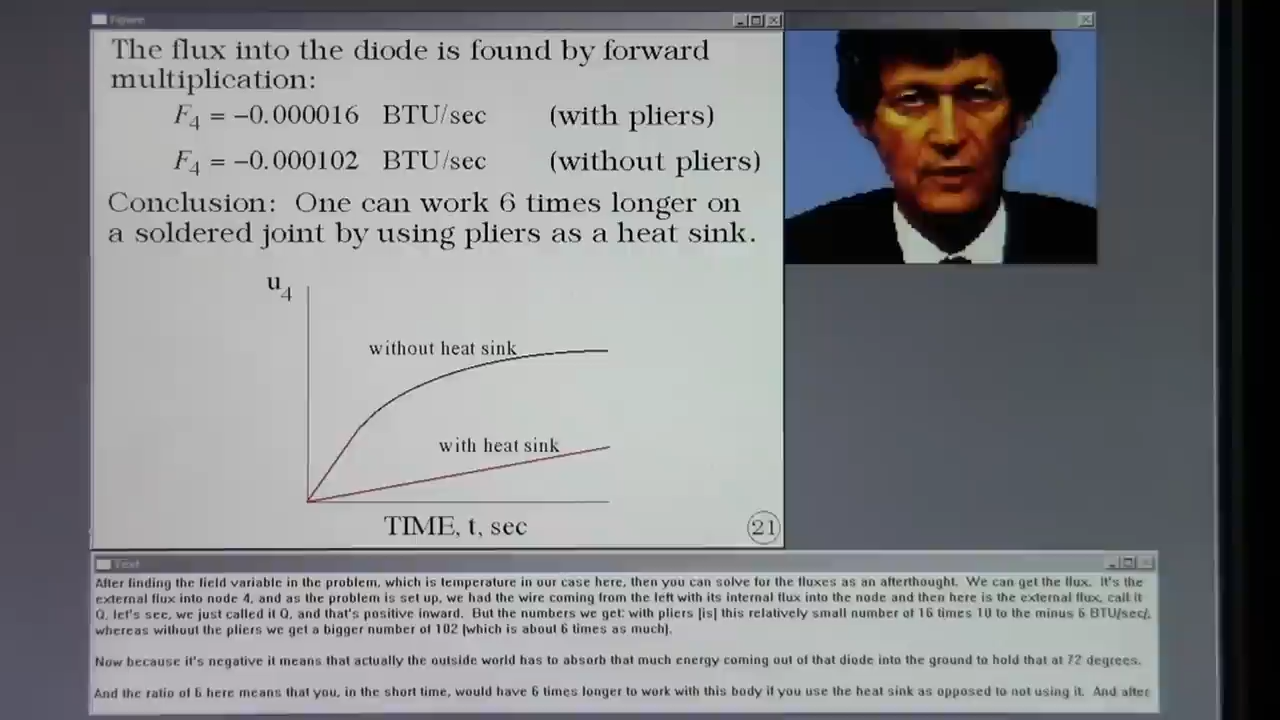 Figure
The flux into the diode is found by forward
multiplication:
F4 = −0.000016 BTU/sec (with pliers)
F4 = −0.000102 BTU/sec (without pliers)
Conclusion: One can work 6 times longer on
a soldered joint by using pliers as a heat sink.
u4
without heat sink
with heat sink
TIME, t, sec
21
Text
After finding the field variable in the problem, which is temperature in our case here, then you can solve for the fluxes as an afterthought. We can get the flux. It's the
external flux into node 4, and as the problem is set up, we had the wire coming from the left with its internal flux into the node and then here is the external flux, call it
Q, let's see, we just called it Q, and that's positive inward. But the numbers we get: with pliers [is] this relatively small number of 16 times 10 to the minus 6 BTU/sec/,
whereas without the pliers we get a bigger number of 102 [which is about 6 times as much].
Now because it's negative it means that actually the outside world has to absorb that much energy coming out of that diode into the ground to hold that at 72 degrees.
And the ratio of 6 here means that you, in the short time, would have 6 times longer to work with this body if you use the heat sink as opposed to not using it. And after